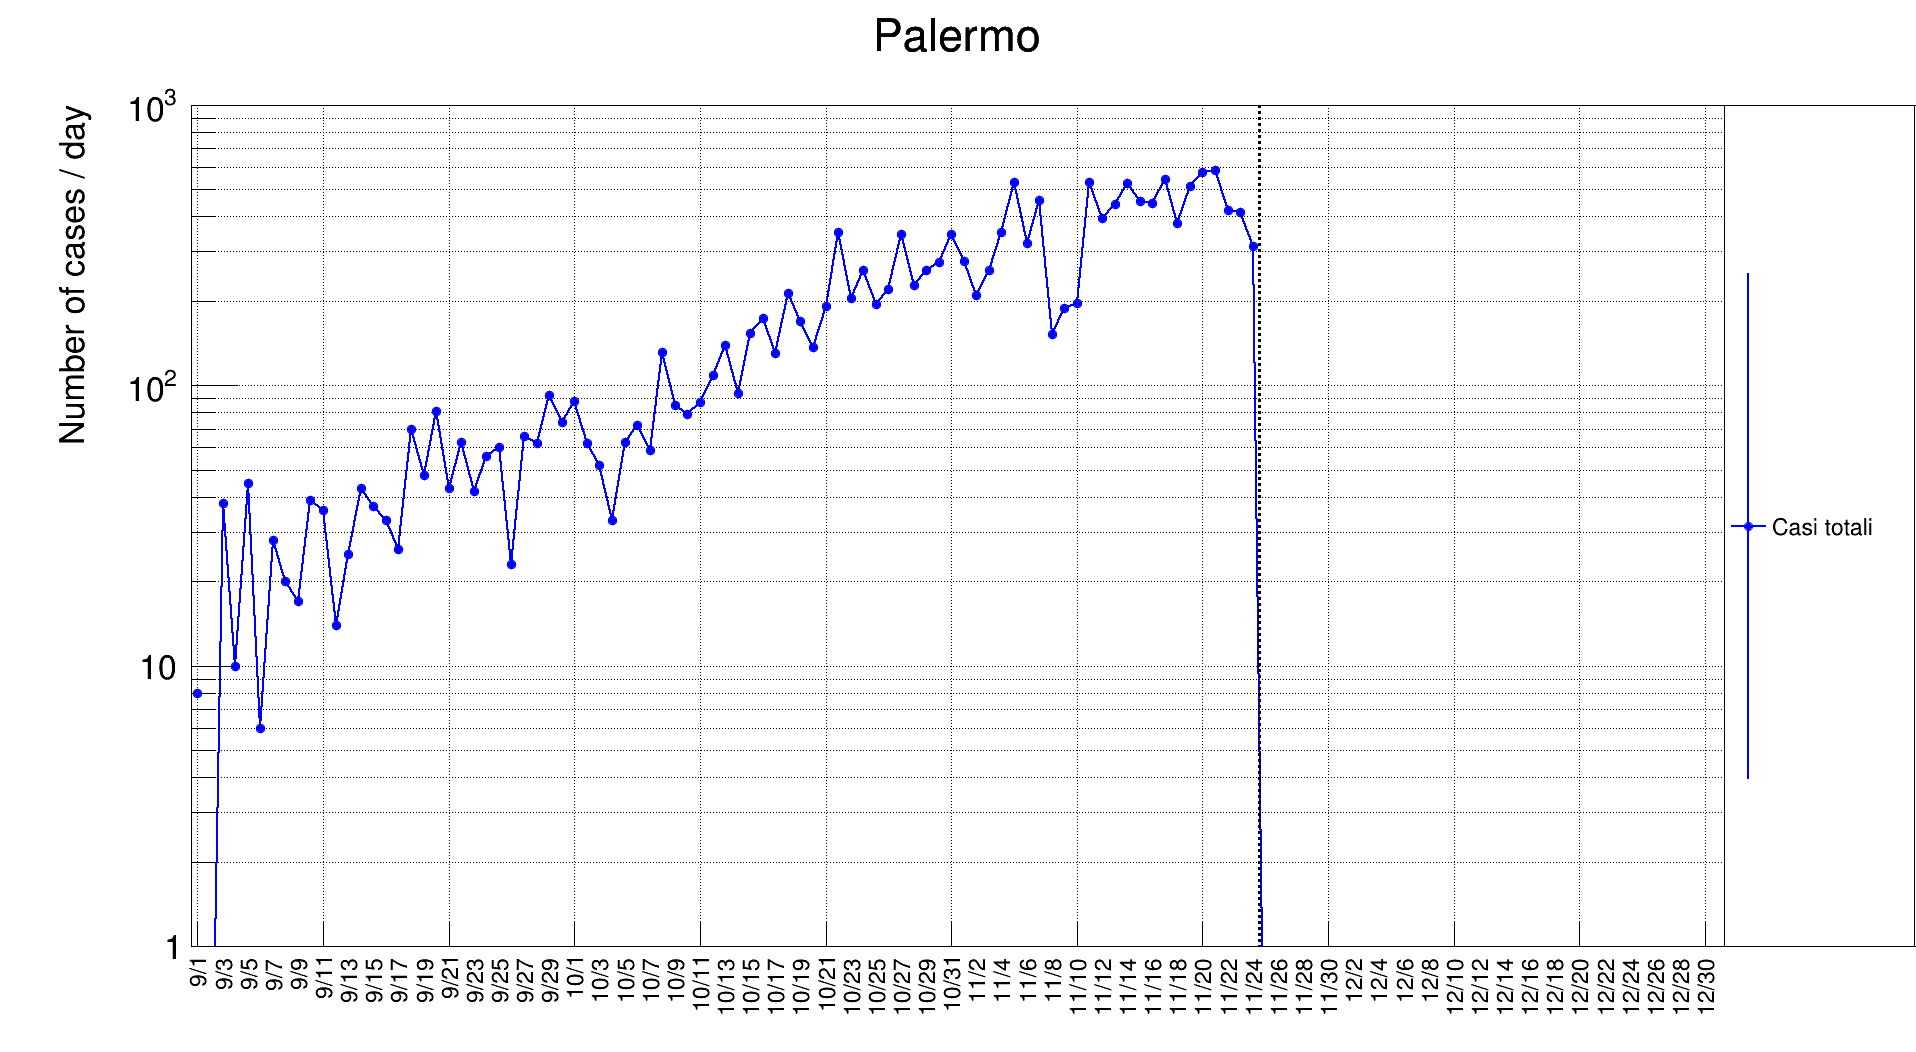 Palermo
Number of cases / day
10³
10²
10
1
9/1 9/3 9/5 9/7 9/9 9/11 9/13 9/15 9/17 9/19 9/21 9/23 9/25 9/27 9/29 10/1 10/3 10/5 10/7 10/9 10/11 10/13 10/15 10/17 10/19 10/21 10/23 10/25 10/27 10/29 10/31 11/2 11/4 11/6 11/8 11/10 11/12 11/14 11/16 11/18 11/20 11/22 11/24 11/26 11/28 11/30 12/2 12/4 12/6 12/8 12/10 12/12 12/14 12/16 12/18 12/20 12/22 12/24 12/26 12/28 12/30
Casi totali